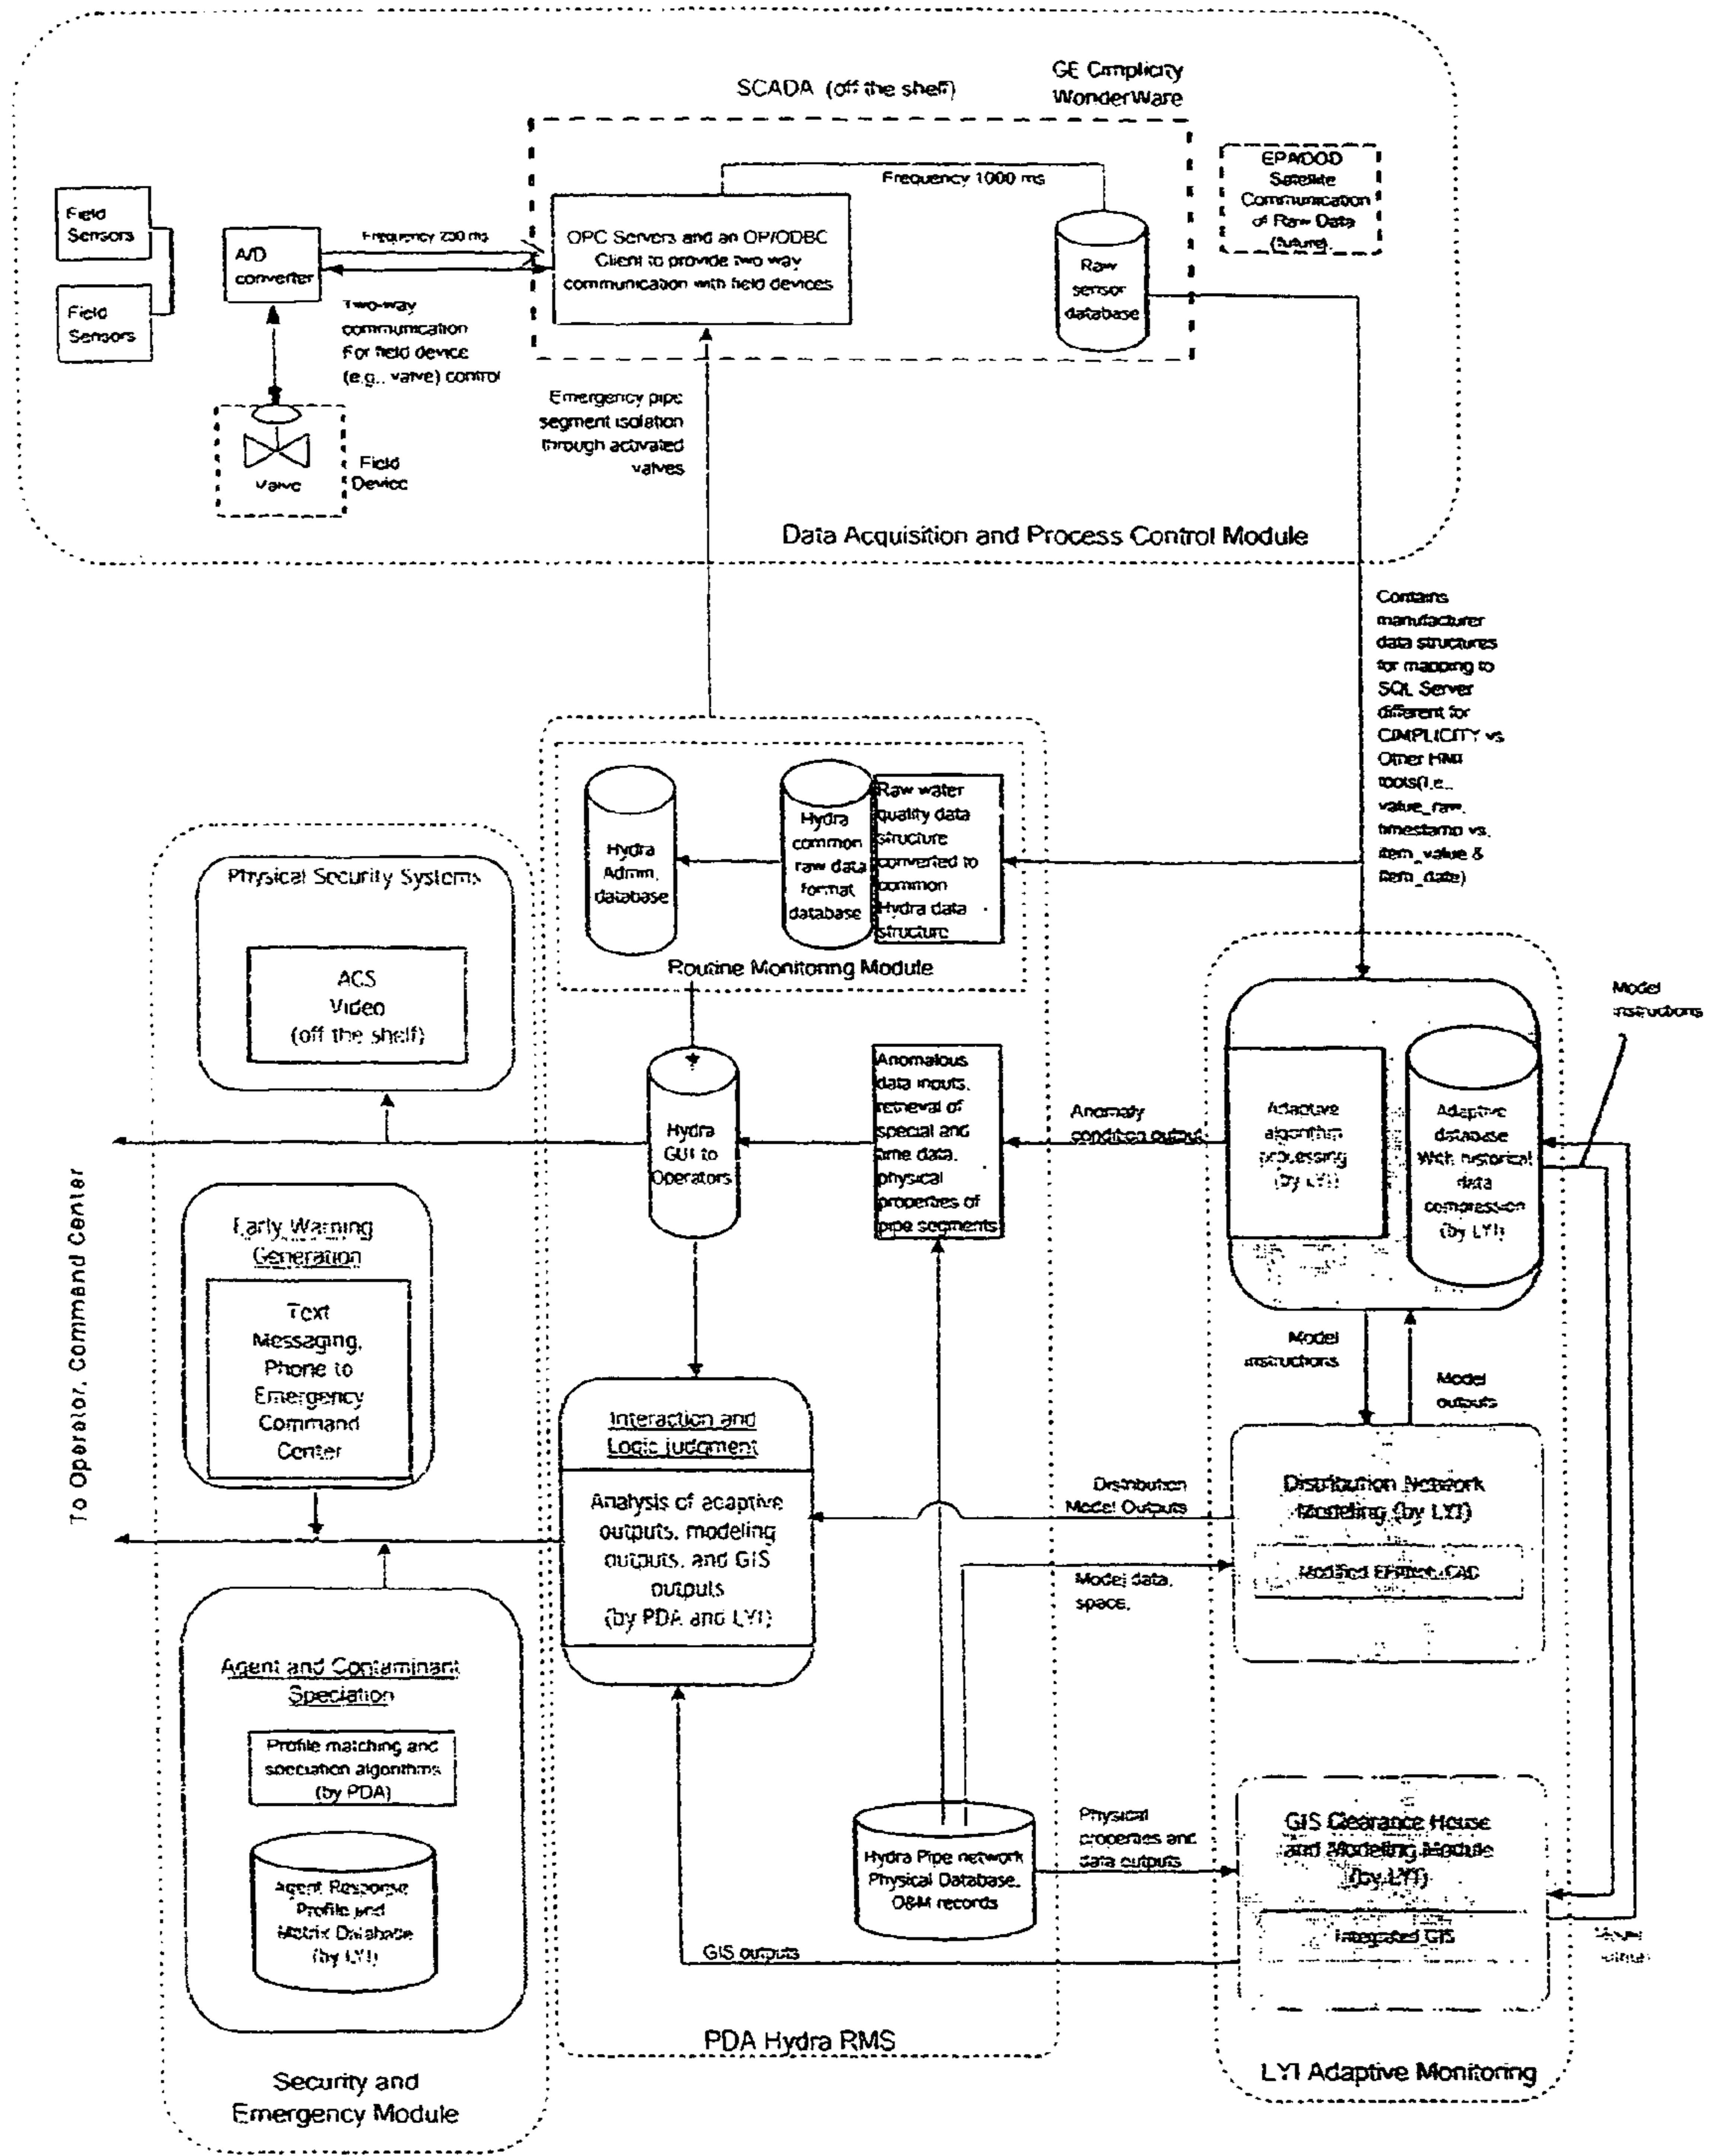 SCADA (off the shelf)
GE Cimplicity
WonderWare
Field
Sensors
Field
Sensors
A/D
converter
Frequency 250 ms
Two-way
communication
For field device
(e.g., valve) control
Valve
Field
Device
OPC Servers and an OP/ODBC
Client to provide two way
communication with field devices
Frequency 1000 ms
Raw
sensor
database
EPA/DOD
Satellite
Communication
of Raw Data
(future).
Emergency pipe
segment isolation
through activated
valves
Data Acquisition and Process Control Module
Contains
manufacturer
data structures
for mapping to
SQL Server
different for
CIMPLICITY vs
Other HMI
tools(i.e.,
value_raw,
timestamp vs.
item_value &
item_date)
Hydra
Admin.
database
Hydra
common
raw data
format
database
Raw water
quality data
structure
converted to
common
Hydra data
structure
Routine Monitoring Module
Physical Security Systems
ACS
Video
(off the shelf)
To Operator, Command Center
Early Warning
Generation
Text
Messaging,
Phone to
Emergency
Command
Center
Hydra
GUI to
Operators
Anomalous
data inputs,
retrieval of
special and
time data,
physical
properties of
pipe segments
Anomaly
condition output
Adaptive
algorithm
processing
(by LYI)
Adaptive
database
With historical
data
compression
(by LYI)
Model
instructions
Model
instructions
Model
outputs
Interaction and
Logic judgment
Analysis of adaptive
outputs, modeling
outputs, and GIS
outputs
(by PDA and LYI)
Distribution
Model Outputs
Distribution Network
Modeling (by LYI)
Modified EPAnet, CAD
Model data,
space,
Agent and Contaminant
Speciation
Profile matching and
speciation algorithms
(by PDA)
Agent Response
Profile and
Matrix Database
(by LYI)
Hydra Pipe network
Physical Database,
O&M records
Physical
properties and
data outputs
GIS Clearance House
and Modeling Module
(by LYI)
Integrated GIS
GIS outputs
PDA Hydra RMS
LYI Adaptive Monitoring
Security and
Emergency Module